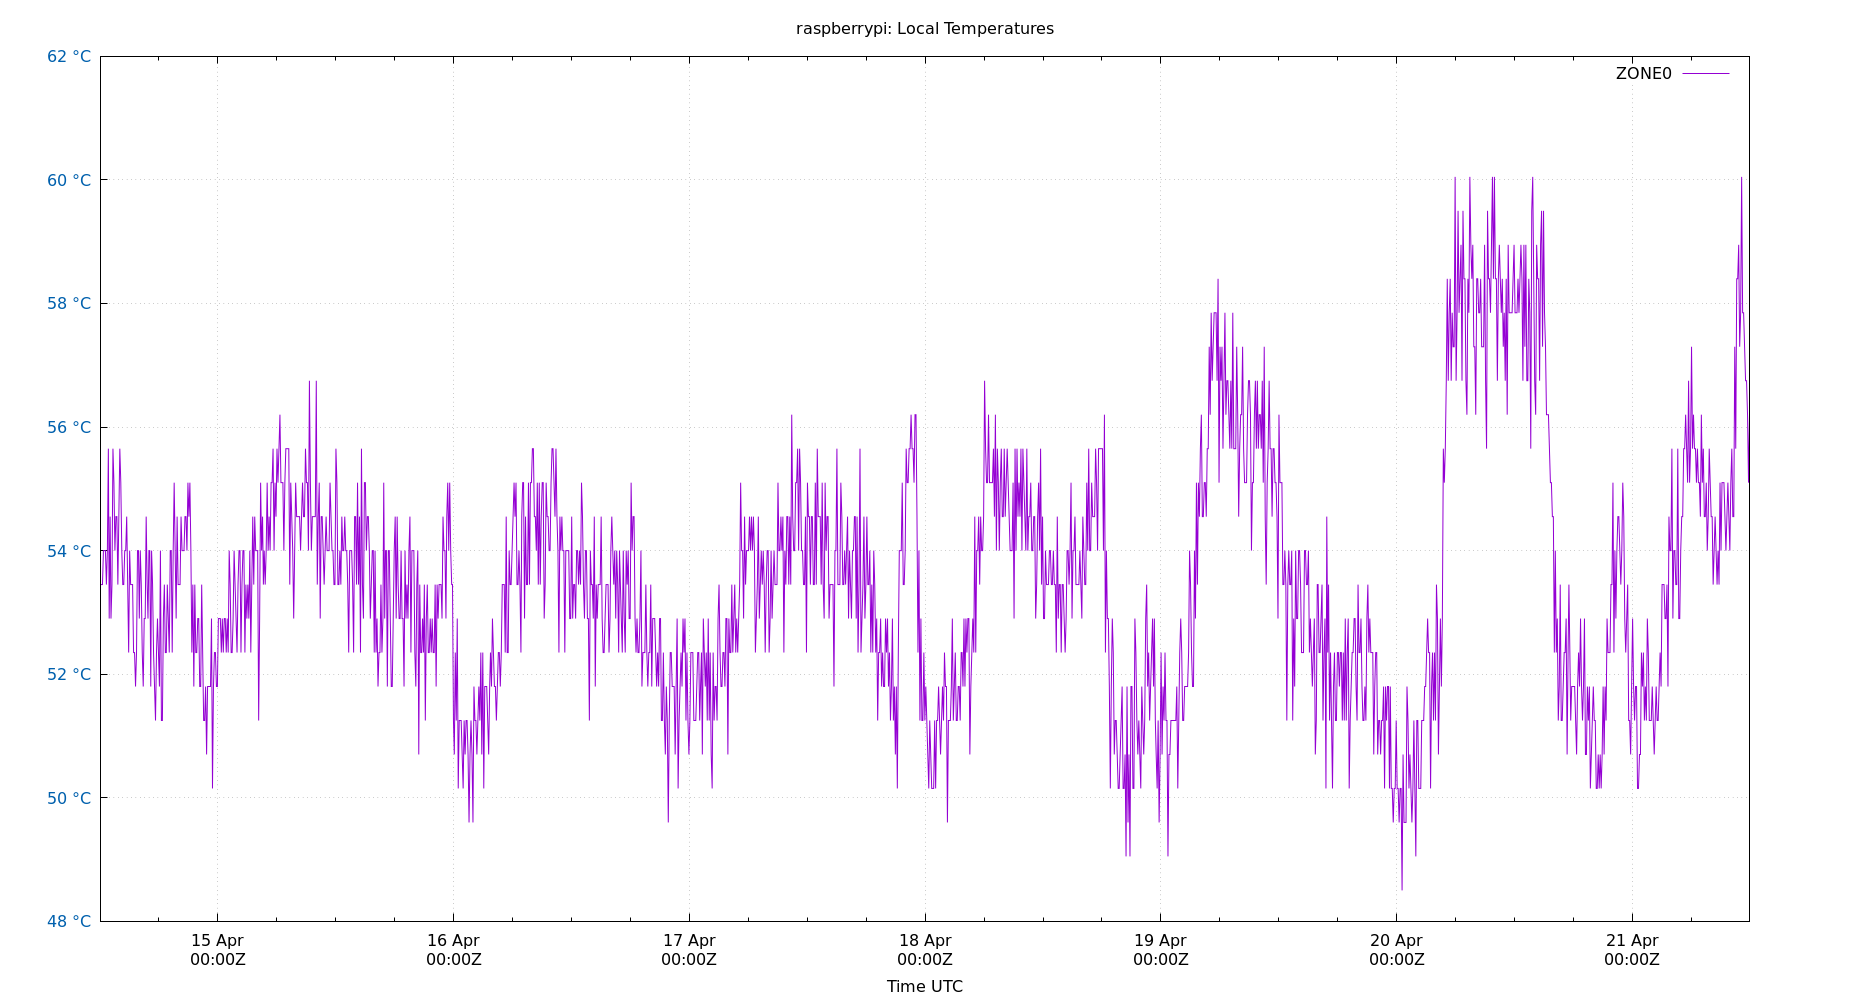 raspberrypi: Local Temperatures
62 °C
ZONE0
60 °C
58 °C
56 °C
54 °C
52 °C
50 °C
48 °C
15 Apr 16 Apr 17 Apr 18 Apr 19 Apr 20 Apr 21 Apr
00:00Z 00:00Z 00:00Z 00:00Z 00:00Z 00:00Z 00:00Z
Time UTC